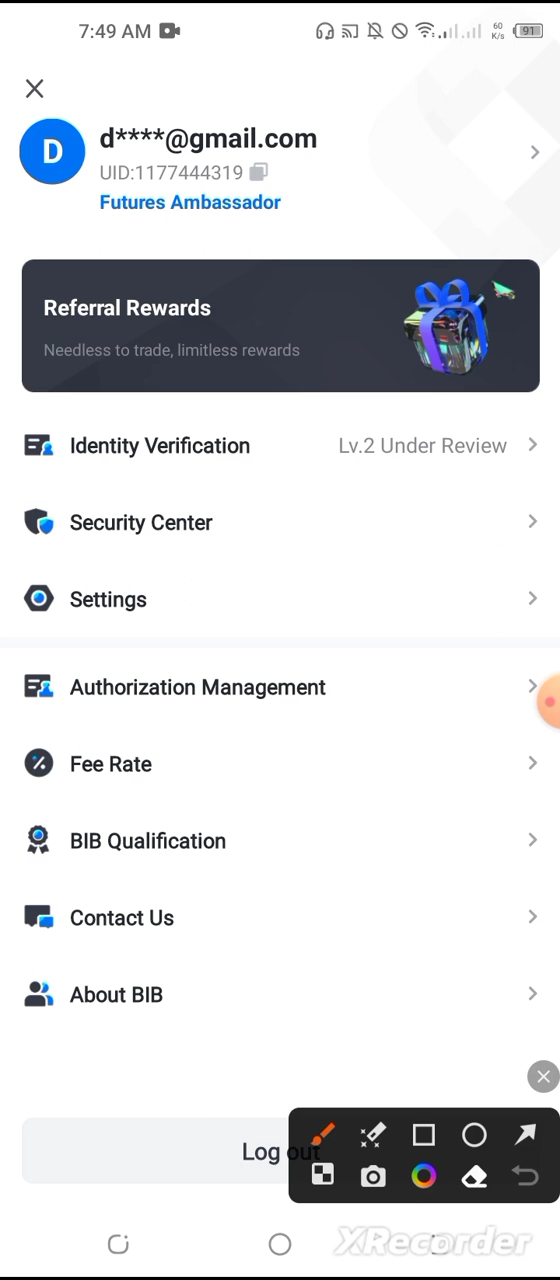 7:49 AM
60
K/s
91
D
d****@gmail.com
UID:1177444319
Futures Ambassador
Referral Rewards
Needless to trade, limitless rewards
Identity Verification Lv.2 Under Review
Security Center
Settings
Authorization Management
Fee Rate
BIB Qualification
Contact Us
About BIB
Log out
XRecorder